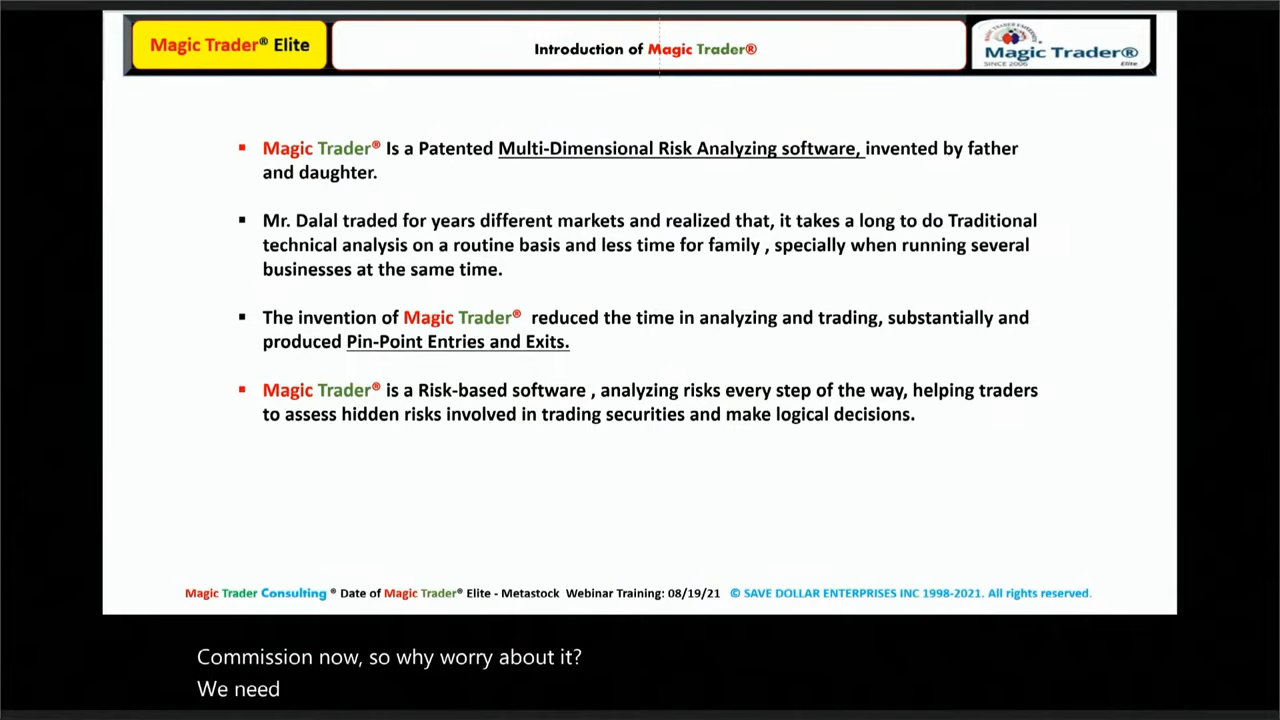 Magic Trader® Elite
Introduction of Magic Trader®
Magic Trader®
SINCE 2006
Elite
▪ Magic Trader® Is a Patented Multi-Dimensional Risk Analyzing software, invented by father
and daughter.
▪ Mr. Dalal traded for years different markets and realized that, it takes a long to do Traditional
technical analysis on a routine basis and less time for family , specially when running several
businesses at the same time.
▪ The invention of Magic Trader® reduced the time in analyzing and trading, substantially and
produced Pin-Point Entries and Exits.
▪ Magic Trader® is a Risk-based software , analyzing risks every step of the way, helping traders
to assess hidden risks involved in trading securities and make logical decisions.
Magic Trader Consulting ® Date of Magic Trader® Elite - Metastock Webinar Training: 08/19/21 © SAVE DOLLAR ENTERPRISES INC 1998-2021. All rights reserved.
Commission now, so why worry about it?
We need